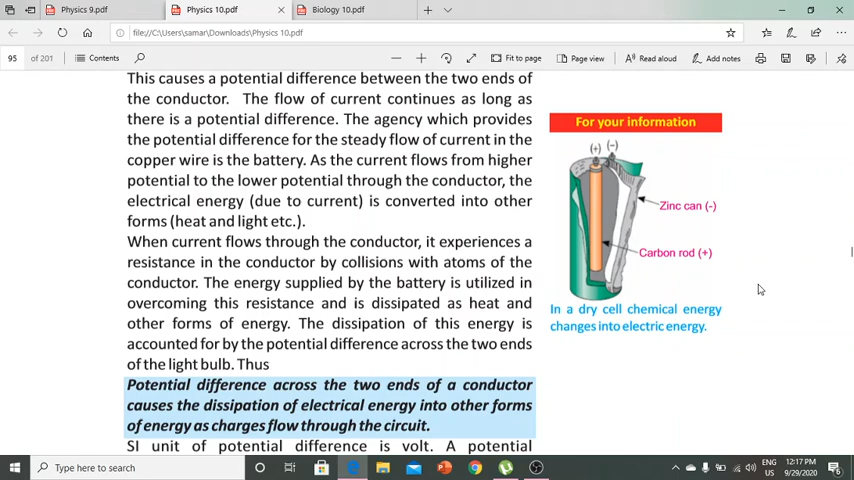 Physics 9.pdf
Physics 10.pdf
Biology 10.pdf
file:///C:/Users/samar/Downloads/Physics 10.pdf
95 of 201
Contents
Fit to page
Page view
Read aloud
Add notes
This causes a potential difference between the two ends of
the conductor. The flow of current continues as long as
there is a potential difference. The agency which provides
the potential difference for the steady flow of current in the
copper wire is the battery. As the current flows from higher
potential to the lower potential through the conductor, the
electrical energy (due to current) is converted into other
forms (heat and light etc.).
When current flows through the conductor, it experiences a
resistance in the conductor by collisions with atoms of the
conductor. The energy supplied by the battery is utilized in
overcoming this resistance and is dissipated as heat and
other forms of energy. The dissipation of this energy is
accounted for by the potential difference across the two ends
of the light bulb. Thus
Potential difference across the two ends of a conductor
causes the dissipation of electrical energy into other forms
of energy as charges flow through the circuit.
SI unit of potential difference is volt. A potential
For your information
(+) (-)
Zinc can (-)
Carbon rod (+)
In a dry cell chemical energy
changes into electric energy.
Type here to search
ENG
US
12:17 PM
9/29/2020